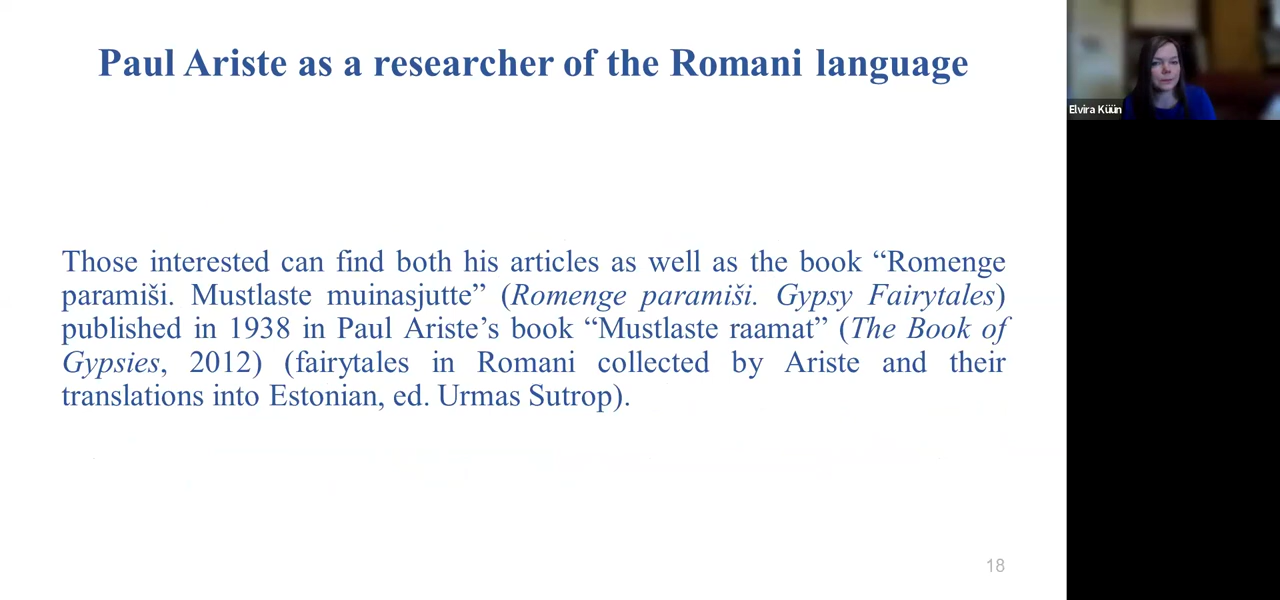 Paul Ariste as a researcher of the Romani language
Elvira Küün
Those interested can find both his articles as well as the book “Romenge
paramiši. Mustlaste muinasjutte” (Romenge paramiši. Gypsy Fairytales)
published in 1938 in Paul Ariste’s book “Mustlaste raamat” (The Book of
Gypsies, 2012) (fairytales in Romani collected by Ariste and their
translations into Estonian, ed. Urmas Sutrop).
18